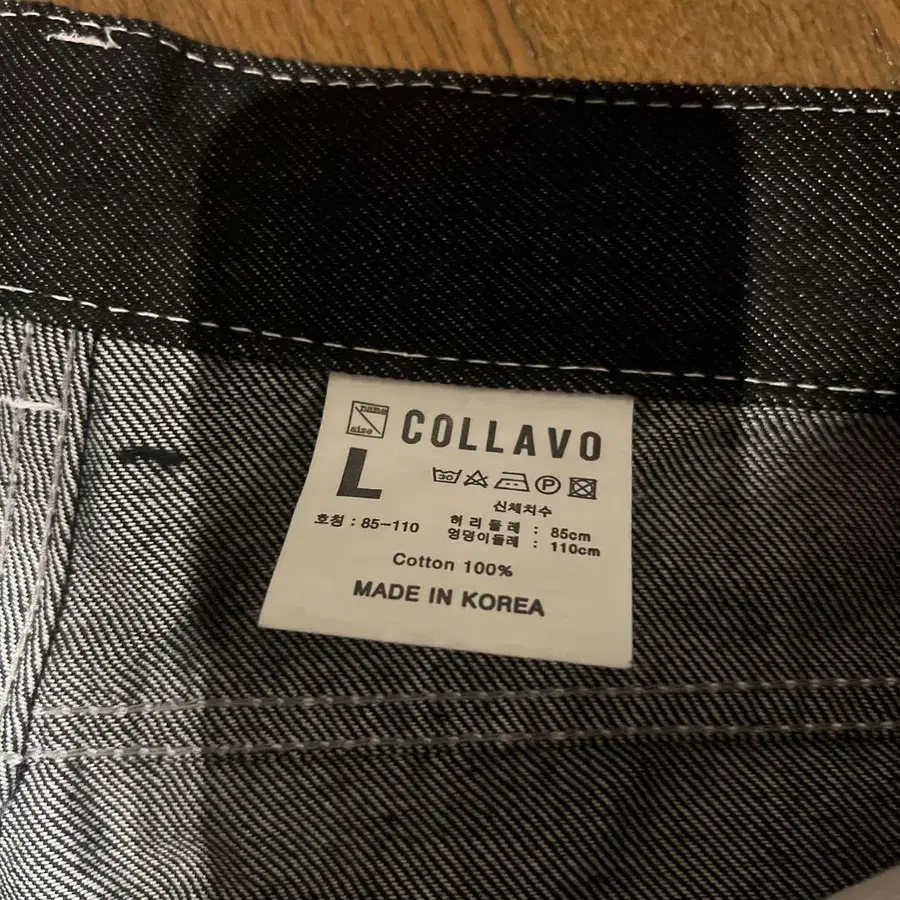 name
size
COLLAVO
L
30
P
신체치수
호칭 : 85-110
허리둘레 : 85cm
엉덩이둘레 : 110cm
Cotton 100%
MADE IN KOREA